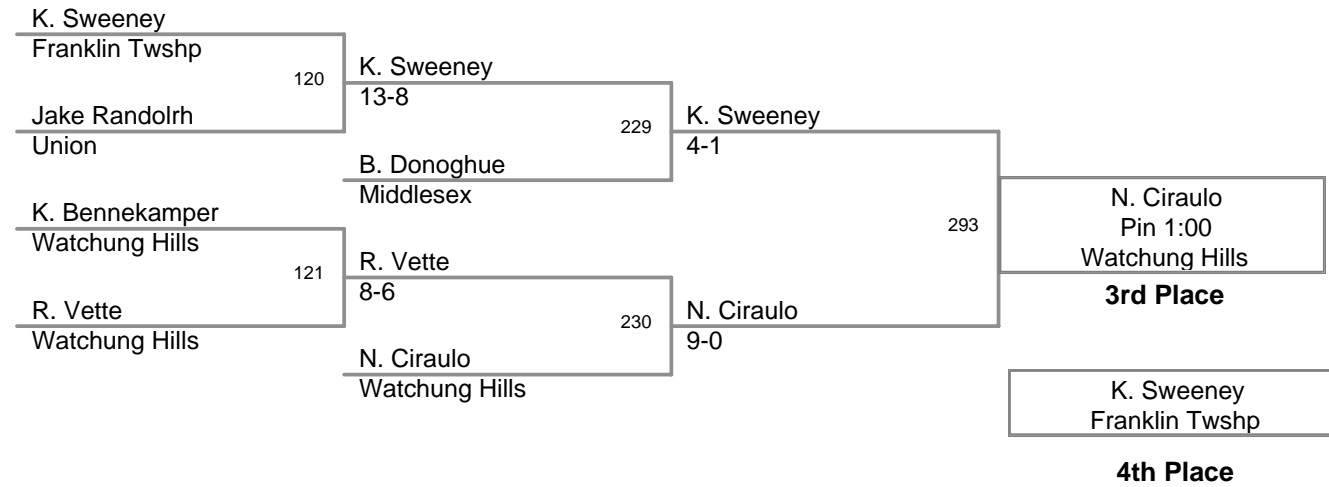 K. Sweeney
Franklin Twshp
120
K. Sweeney
13-8
Jake Randolrh
Union
229
K. Sweeney
4-1
B. Donoghue
Middlesex
K. Bennekamper
Watchung Hills
293
N. Ciraulo
Pin 1:00
Watchung Hills
3rd Place
121
R. Vette
8-6
R. Vette
Watchung Hills
230
N. Ciraulo
9-0
N. Ciraulo
Watchung Hills
K. Sweeney
Franklin Twshp
4th Place